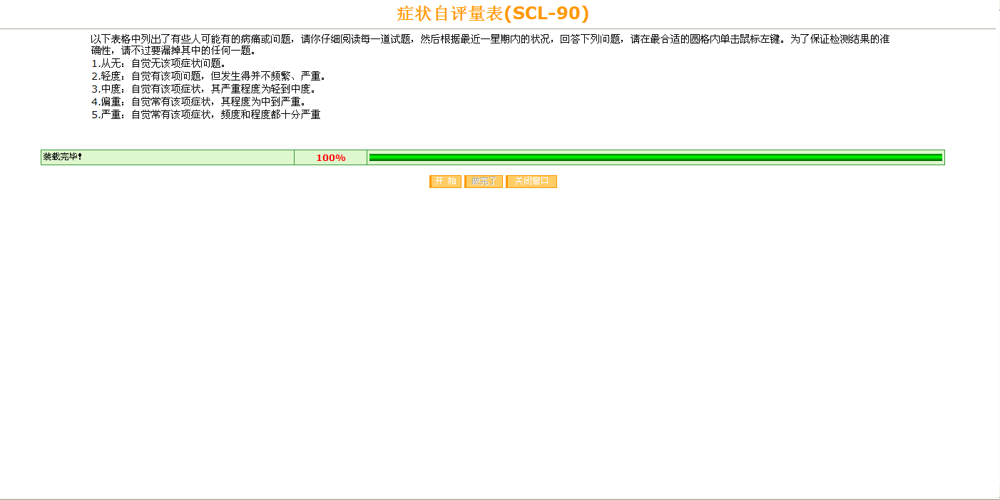 症状自评量表(SCL-90)
以下表格中列出了有些人可能有的病痛或问题，请你仔细阅读每一道试题，然后根据最近一星期内的状况，回答下列问题，请在最合适的圆格内单击鼠标左键。为了保证检测结果的准
确性，请不过要漏掉其中的任何一题。
1.从无：自觉无该项症状问题。
2.轻度：自觉有该项问题，但发生得并不频繁、严重。
3.中度：自觉有该项症状，其严重程度为轻到中度。
4.偏重：自觉常有该项症状，其程度为中到严重。
5.严重：自觉常有该项症状，频度和程度都十分严重
装载完毕！ 100%
开 始 做完了 关闭窗口